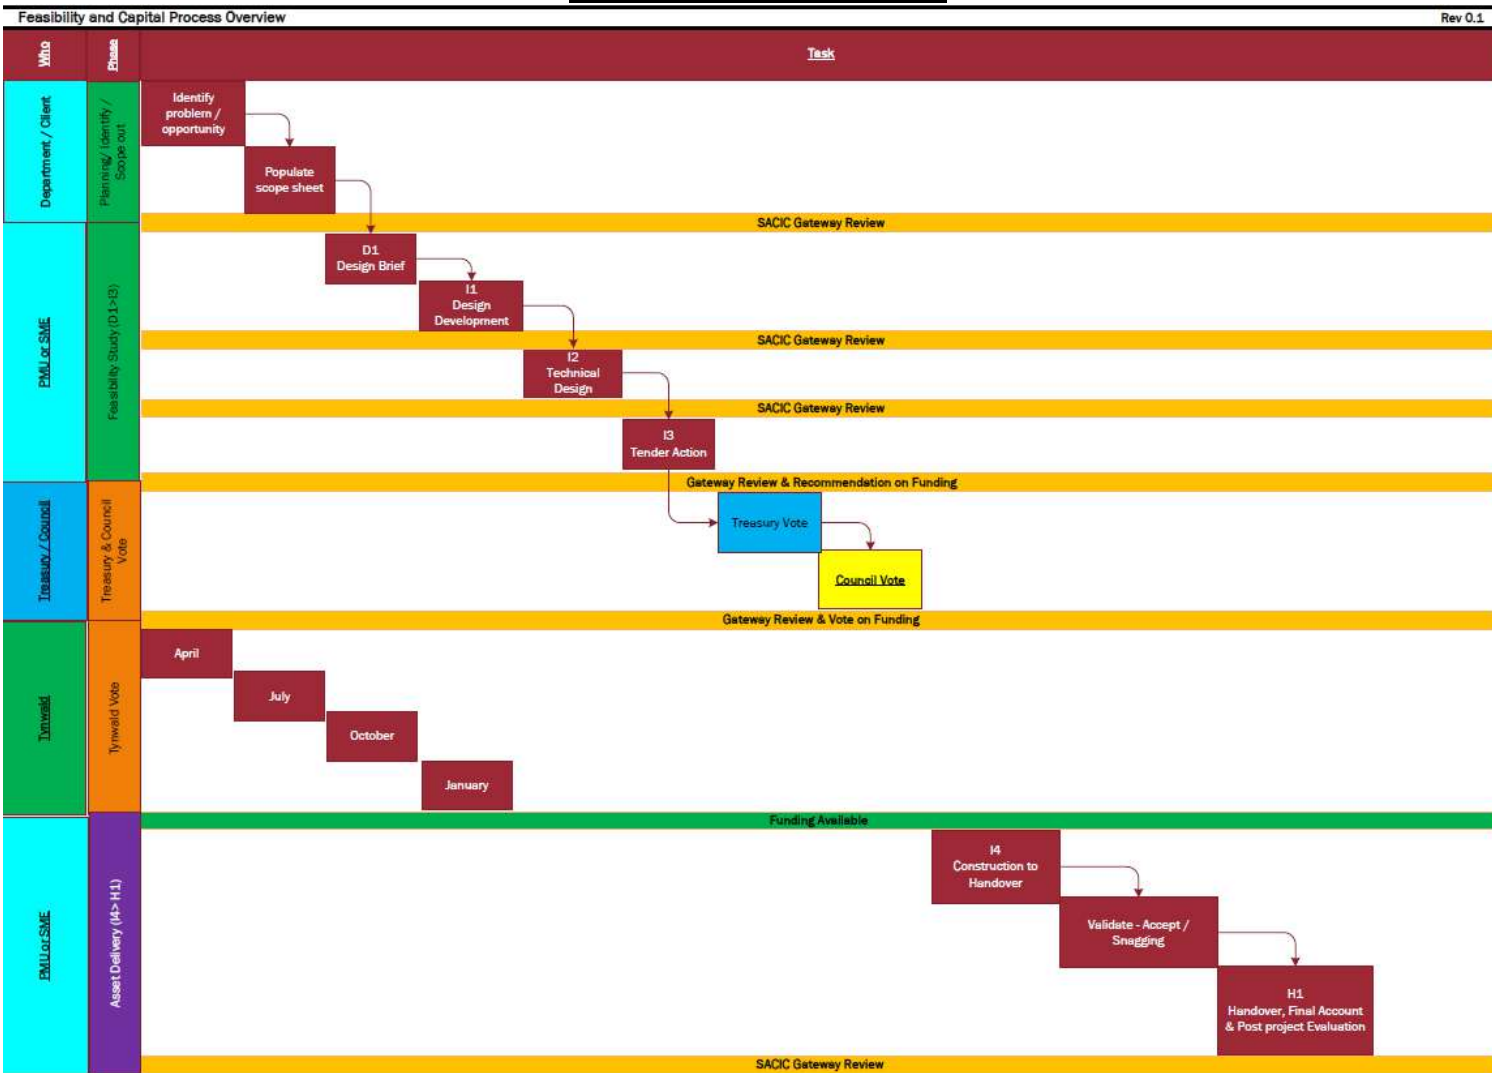 Feasibility and Capital Process Overview
Rev 0.1
Who
Phase
Task
Department / Client
Planning/ Identify /
Scope out
Identify
problem /
opportunity
Populate
scope sheet
SACIC Gateway Review
PMU or SME
Feasibility Study (D1>I3)
D1
Design Brief
I1
Design
Development
SACIC Gateway Review
I2
Technical
Design
SACIC Gateway Review
I3
Tender Action
Gateway Review & Recommendation on Funding
Treasury / Council
Treasury & Council
Vote
Treasury Vote
Council Vote
Gateway Review & Vote on Funding
Tynwald
Tynwald Vote
April
July
October
January
Funding Available
PMU or SME
Asset Delivery (I4> H1)
I4
Construction to
Handover
Validate - Accept /
Snagging
H1
Handover, Final Account
& Post project Evaluation
SACIC Gateway Review